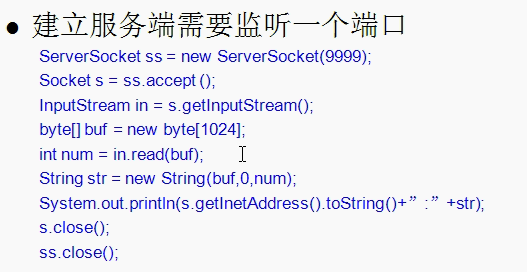 ● 建立服务端需要监听一个端口
ServerSocket ss = new ServerSocket(9999);
Socket s = ss.accept ();
InputStream in = s.getInputStream();
byte[] buf = new byte[1024];
int num = in.read(buf);
String str = new String(buf,0,num);
System.out.println(s.getInetAddress().toString()+” :” +str);
s.close();
ss.close();